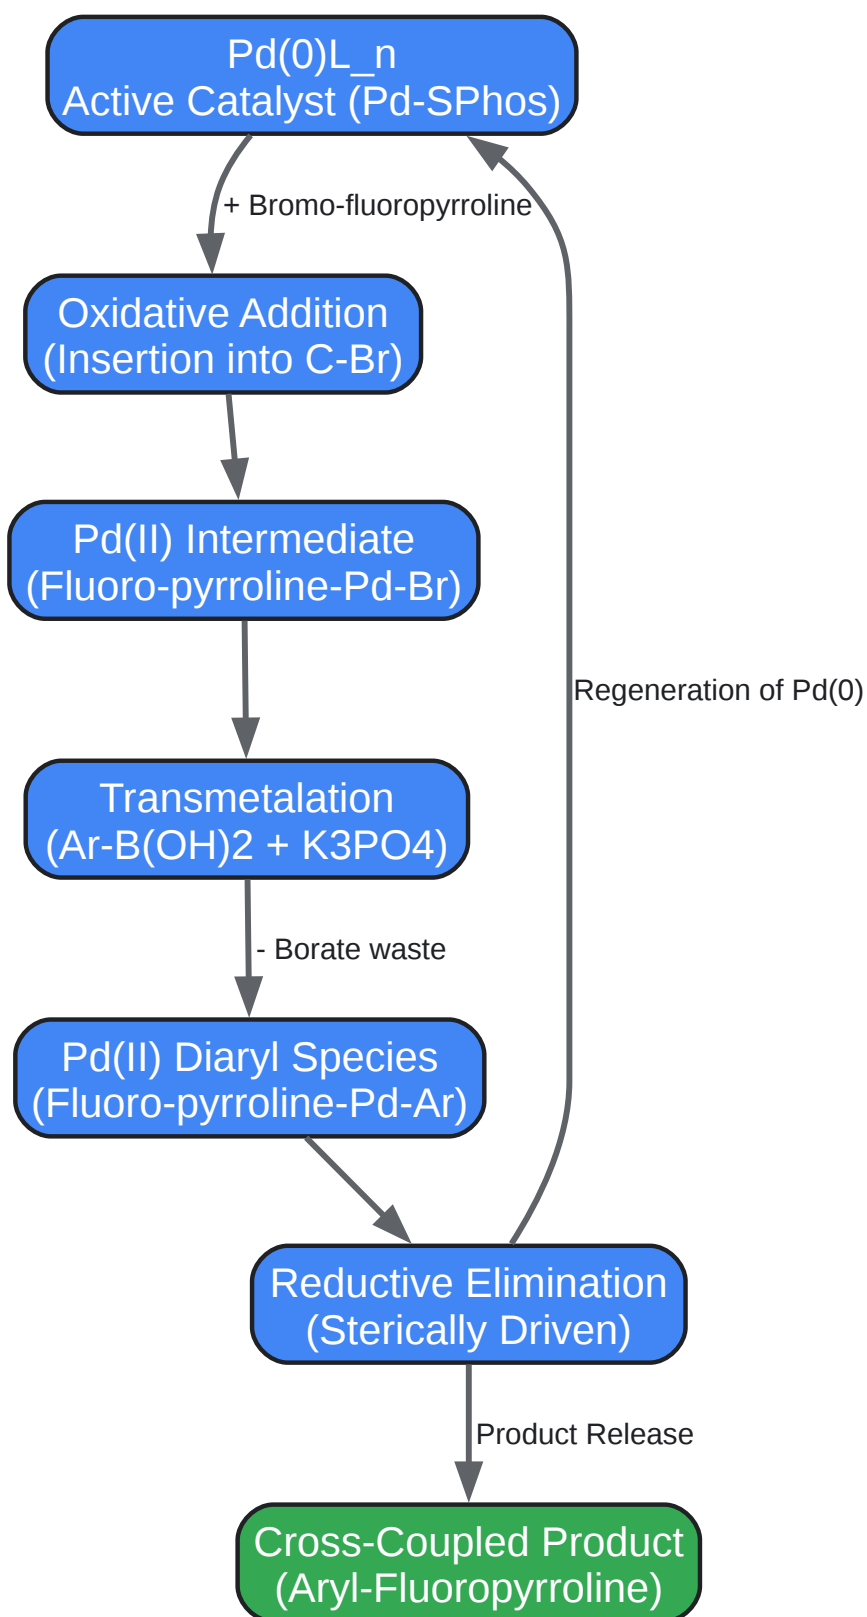 Pd(0)L_n
Active Catalyst (Pd-SPhos)
+ Bromo-fluoropyrroline
Oxidative Addition
(Insertion into C-Br)
Pd(II) Intermediate
(Fluoro-pyrroline-Pd-Br)
Regeneration of Pd(0)
Transmetalation
(Ar-B(OH)2 + K3PO4)
- Borate waste
Pd(II) Diaryl Species
(Fluoro-pyrroline-Pd-Ar)
Reductive Elimination
(Sterically Driven)
Product Release
Cross-Coupled Product
(Aryl-Fluoropyrroline)